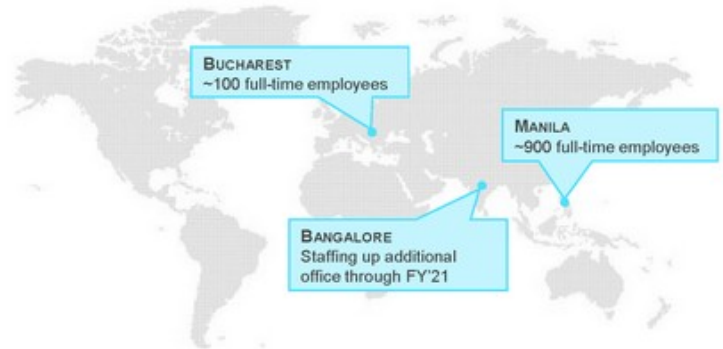 BUCHAREST
~100 full-time employees
MANILA
~900 full-time employees
BANGALORE
Staffing up additional
office through FY'21